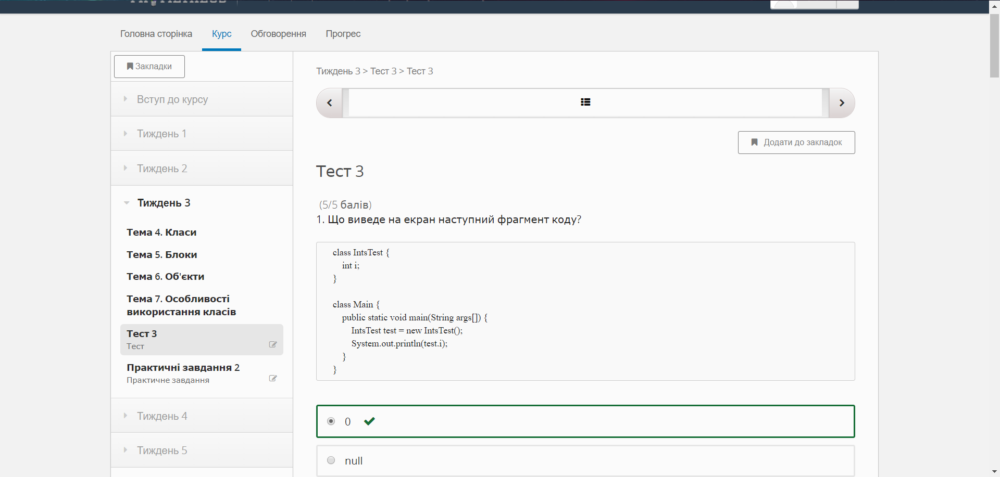 Головна сторінка Курс Обговорення Прогрес
Закладки
Вступ до курсу
Тиждень 1
Тиждень 2
Тиждень 3
Тема 4. Класи
Тема 5. Блоки
Тема 6. Об'єкти
Тема 7. Особливості
використання класів
Тест 3
Тест
Практичні завдання 2
Практичне завдання
Тиждень 4
Тиждень 5
Тиждень 3 > Тест 3 > Тест 3
Додати до закладок
Тест 3
(5/5 балів)
1. Що виведе на екран наступний фрагмент коду?
class IntsTest {
int i;
}
class Main {
public static void main(String args[]) {
IntsTest test = new IntsTest();
System.out.println(test.i);
}
}
0
null